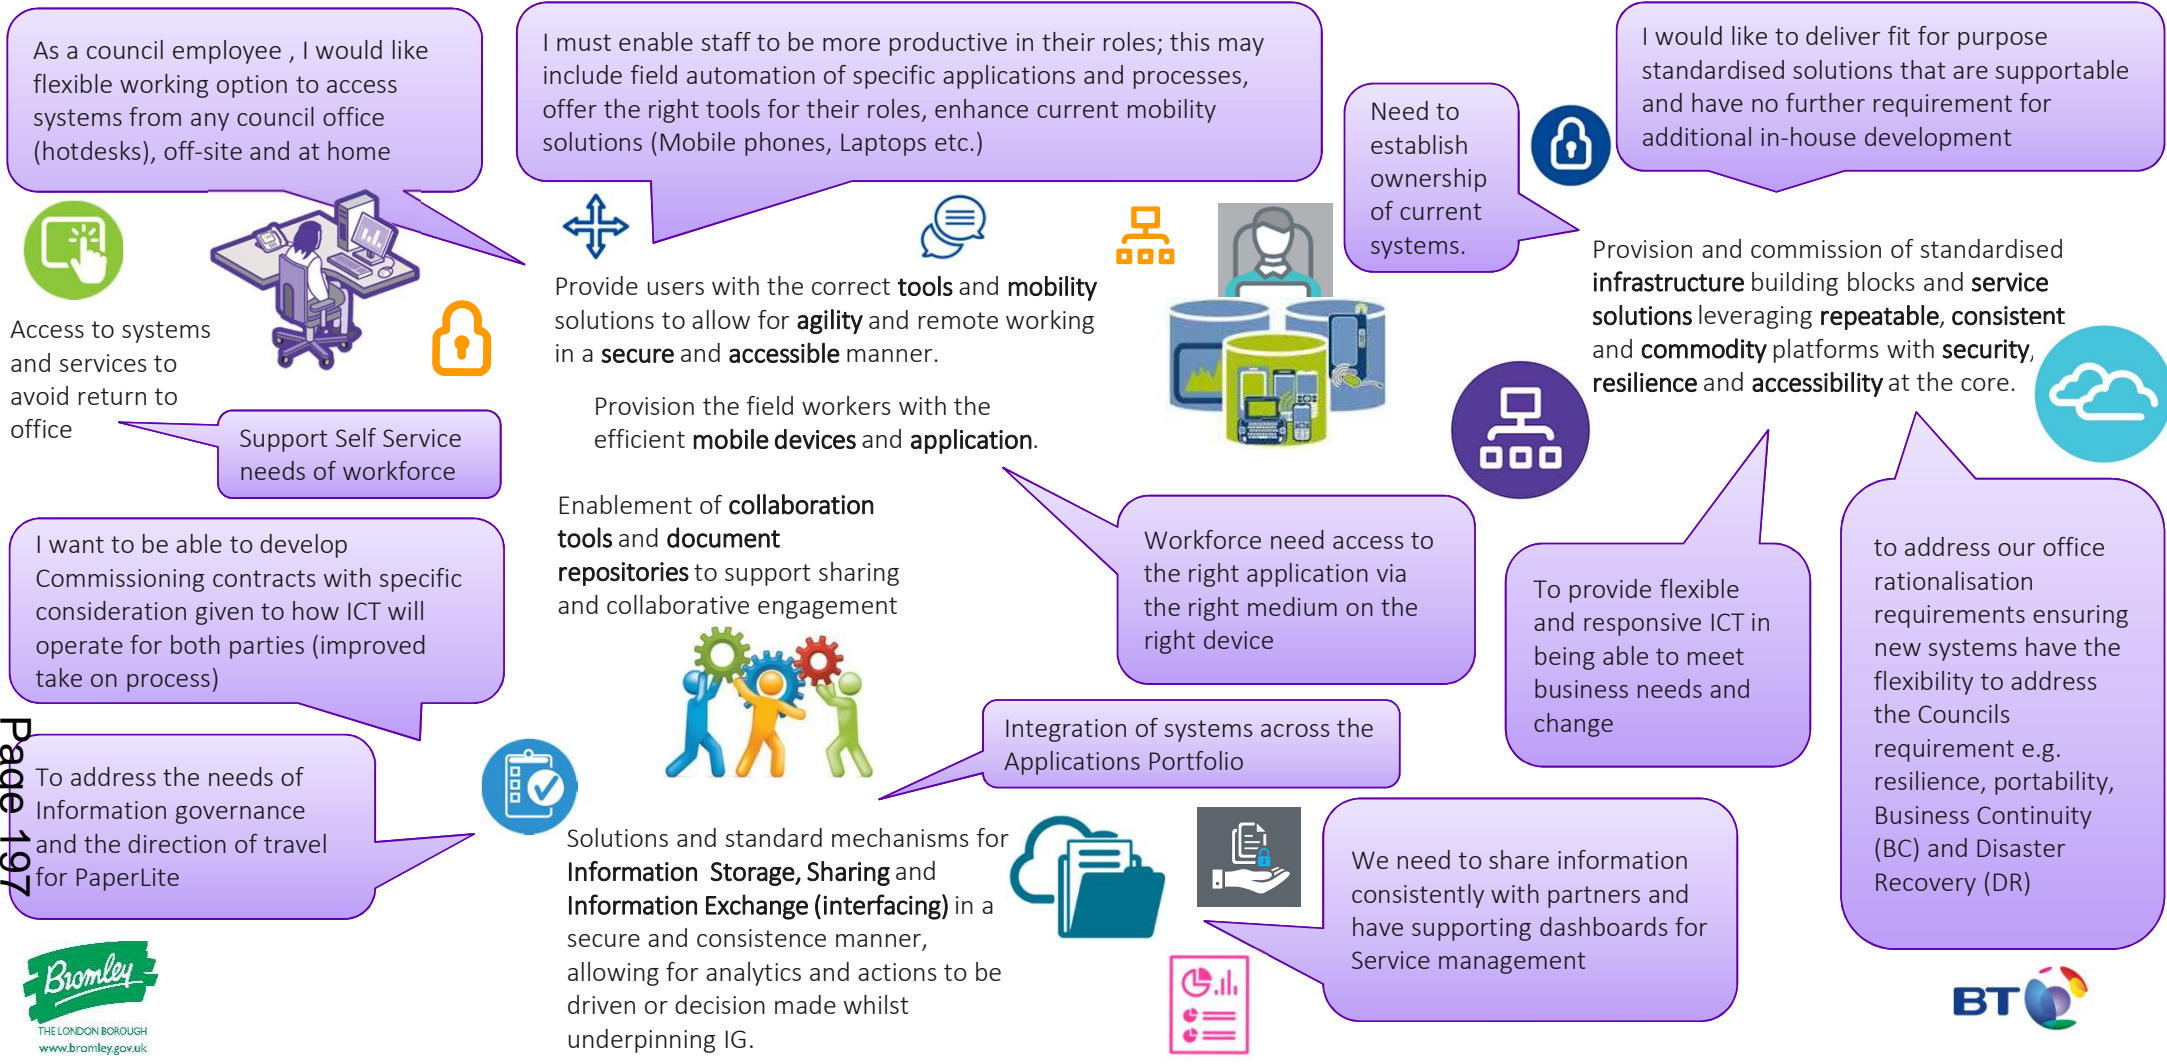 As a council employee , I would like
flexible working option to access
systems from any council office
(hotdesks), off-site and at home
I must enable staff to be more productive in their roles; this may
include field automation of specific applications and processes,
offer the right tools for their roles, enhance current mobility
solutions (Mobile phones, Laptops etc.)
Need to
establish
ownership
of current
systems.
I would like to deliver fit for purpose
standardised solutions that are supportable
and have no further requirement for
additional in-house development
Access to systems
and services to
avoid return to
office
Support Self Service
needs of workforce
Provide users with the correct tools and mobility
solutions to allow for agility and remote working
in a secure and accessible manner.
Provision the field workers with the
efficient mobile devices and application.
Provision and commission of standardised
infrastructure building blocks and service
solutions leveraging repeatable, consistent
and commodity platforms with security,
resilience and accessibility at the core.
Enablement of collaboration
tools and document
repositories to support sharing
and collaborative engagement
Workforce need access to
the right application via
the right medium on the
right device
To provide flexible
and responsive ICT in
being able to meet
business needs and
change
to address our office
rationalisation
requirements ensuring
new systems have the
flexibility to address
the Councils
requirement e.g.
resilience, portability,
Business Continuity
(BC) and Disaster
Recovery (DR)
I want to be able to develop
Commissioning contracts with specific
consideration given to how ICT will
operate for both parties (improved
take on process)
Page 197
To address the needs of
Information governance
and the direction of travel
for PaperLite
Integration of systems across the
Applications Portfolio
Solutions and standard mechanisms for
Information Storage, Sharing and
Information Exchange (interfacing) in a
secure and consistence manner,
allowing for analytics and actions to be
driven or decision made whilst
underpinning IG.
We need to share information
consistently with partners and
have supporting dashboards for
Service management
Bromley
THE LONDON BOROUGH
www.bromley.gov.uk
BT